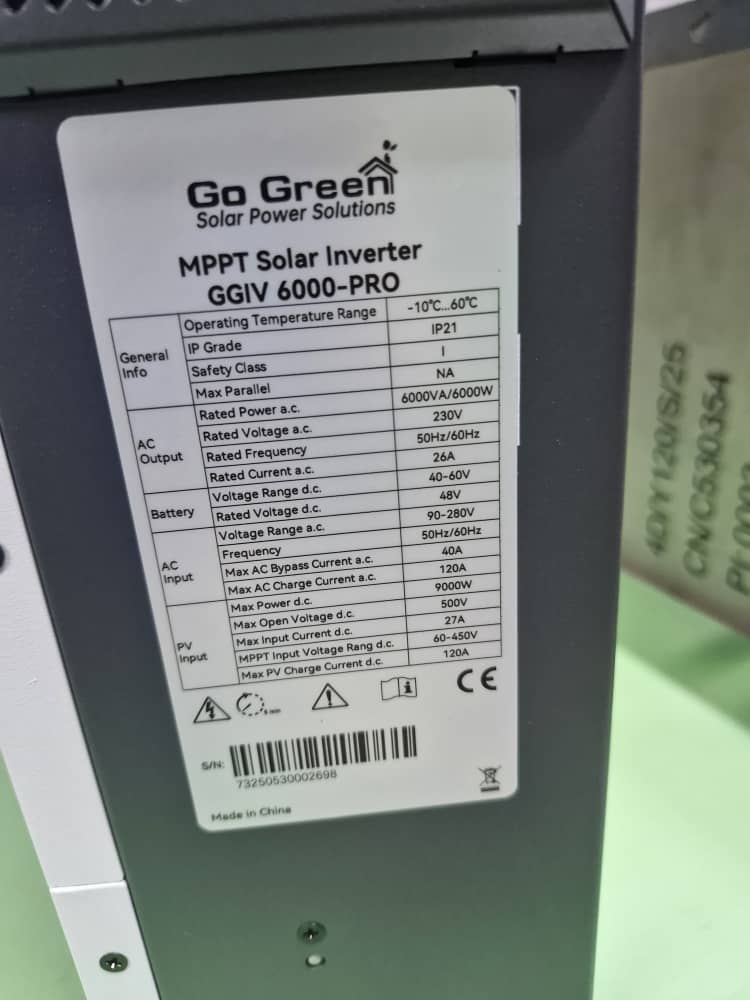 Go Green
Solar Power Solutions
MPPT Solar Inverter
GGIV 6000-PRO
General Info
Operating Temperature Range -10℃...60℃
IP Grade IP21
Safety Class I
Max Parallel NA
AC Output
Rated Power a.c. 6000VA/6000W
Rated Voltage a.c. 230V
Rated Frequency 50Hz/60Hz
Rated Current a.c. 26A
Battery
Voltage Range d.c. 40-60V
Rated Voltage d.c. 48V
AC Input
Voltage Range a.c. 90-280V
Frequency 50Hz/60Hz
Max AC Bypass Current a.c. 40A
Max AC Charge Current a.c. 120A
PV Input
Max Power d.c. 9000W
Max Open Voltage d.c. 500V
Max Input Current d.c. 27A
MPPT Input Voltage Rang d.c. 60-450V
Max PV Charge Current d.c. 120A
5 min
CE
S/N:
73250530002698
Made in China
CN/C530354